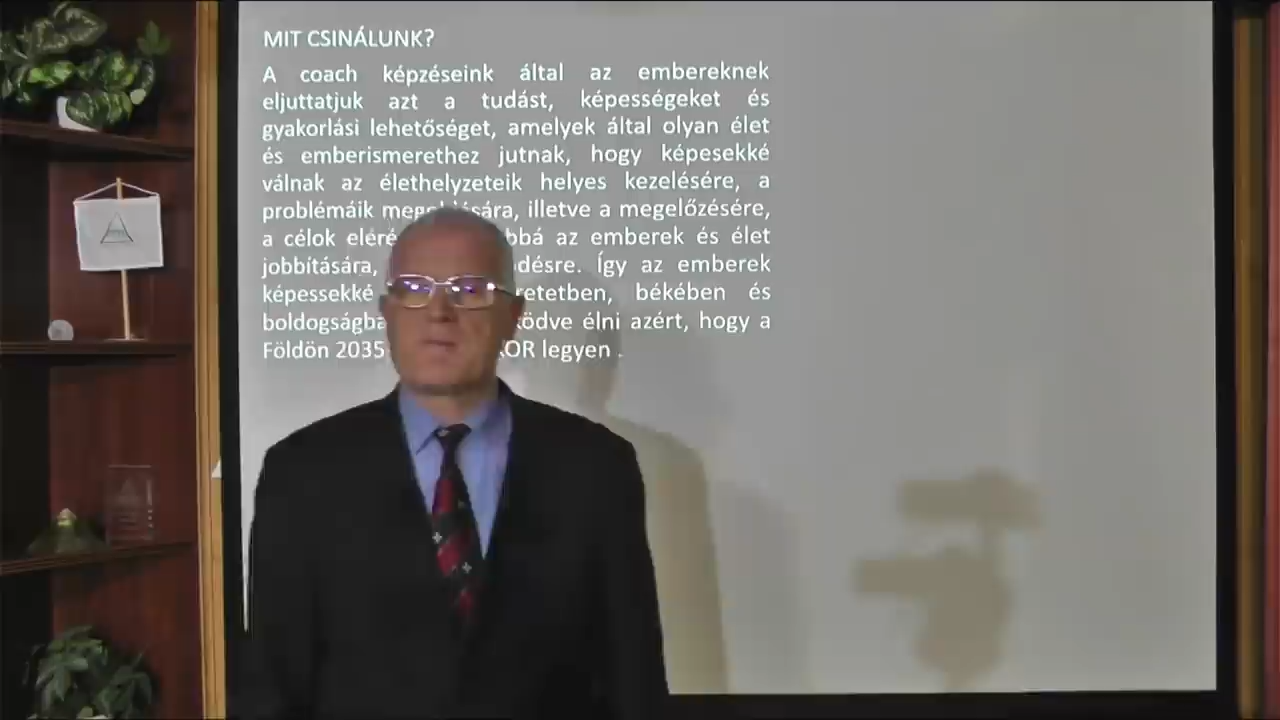 MIT CSINÁLUNK?
A coach képzéseink által az embereknek
eljuttatjuk azt a tudást, képességeket és
gyakorlási lehetőséget, amelyek által olyan élet
és emberismerethez jutnak, hogy képesekké
válnak az élethelyzeteik helyes kezelésére, a
problémáik illetve a megelőzésére,
a célok az emberek és élet
jobbítására, Így az emberek
képessekké békében és
élni azért, hogy a
Földön 2035 legyen .